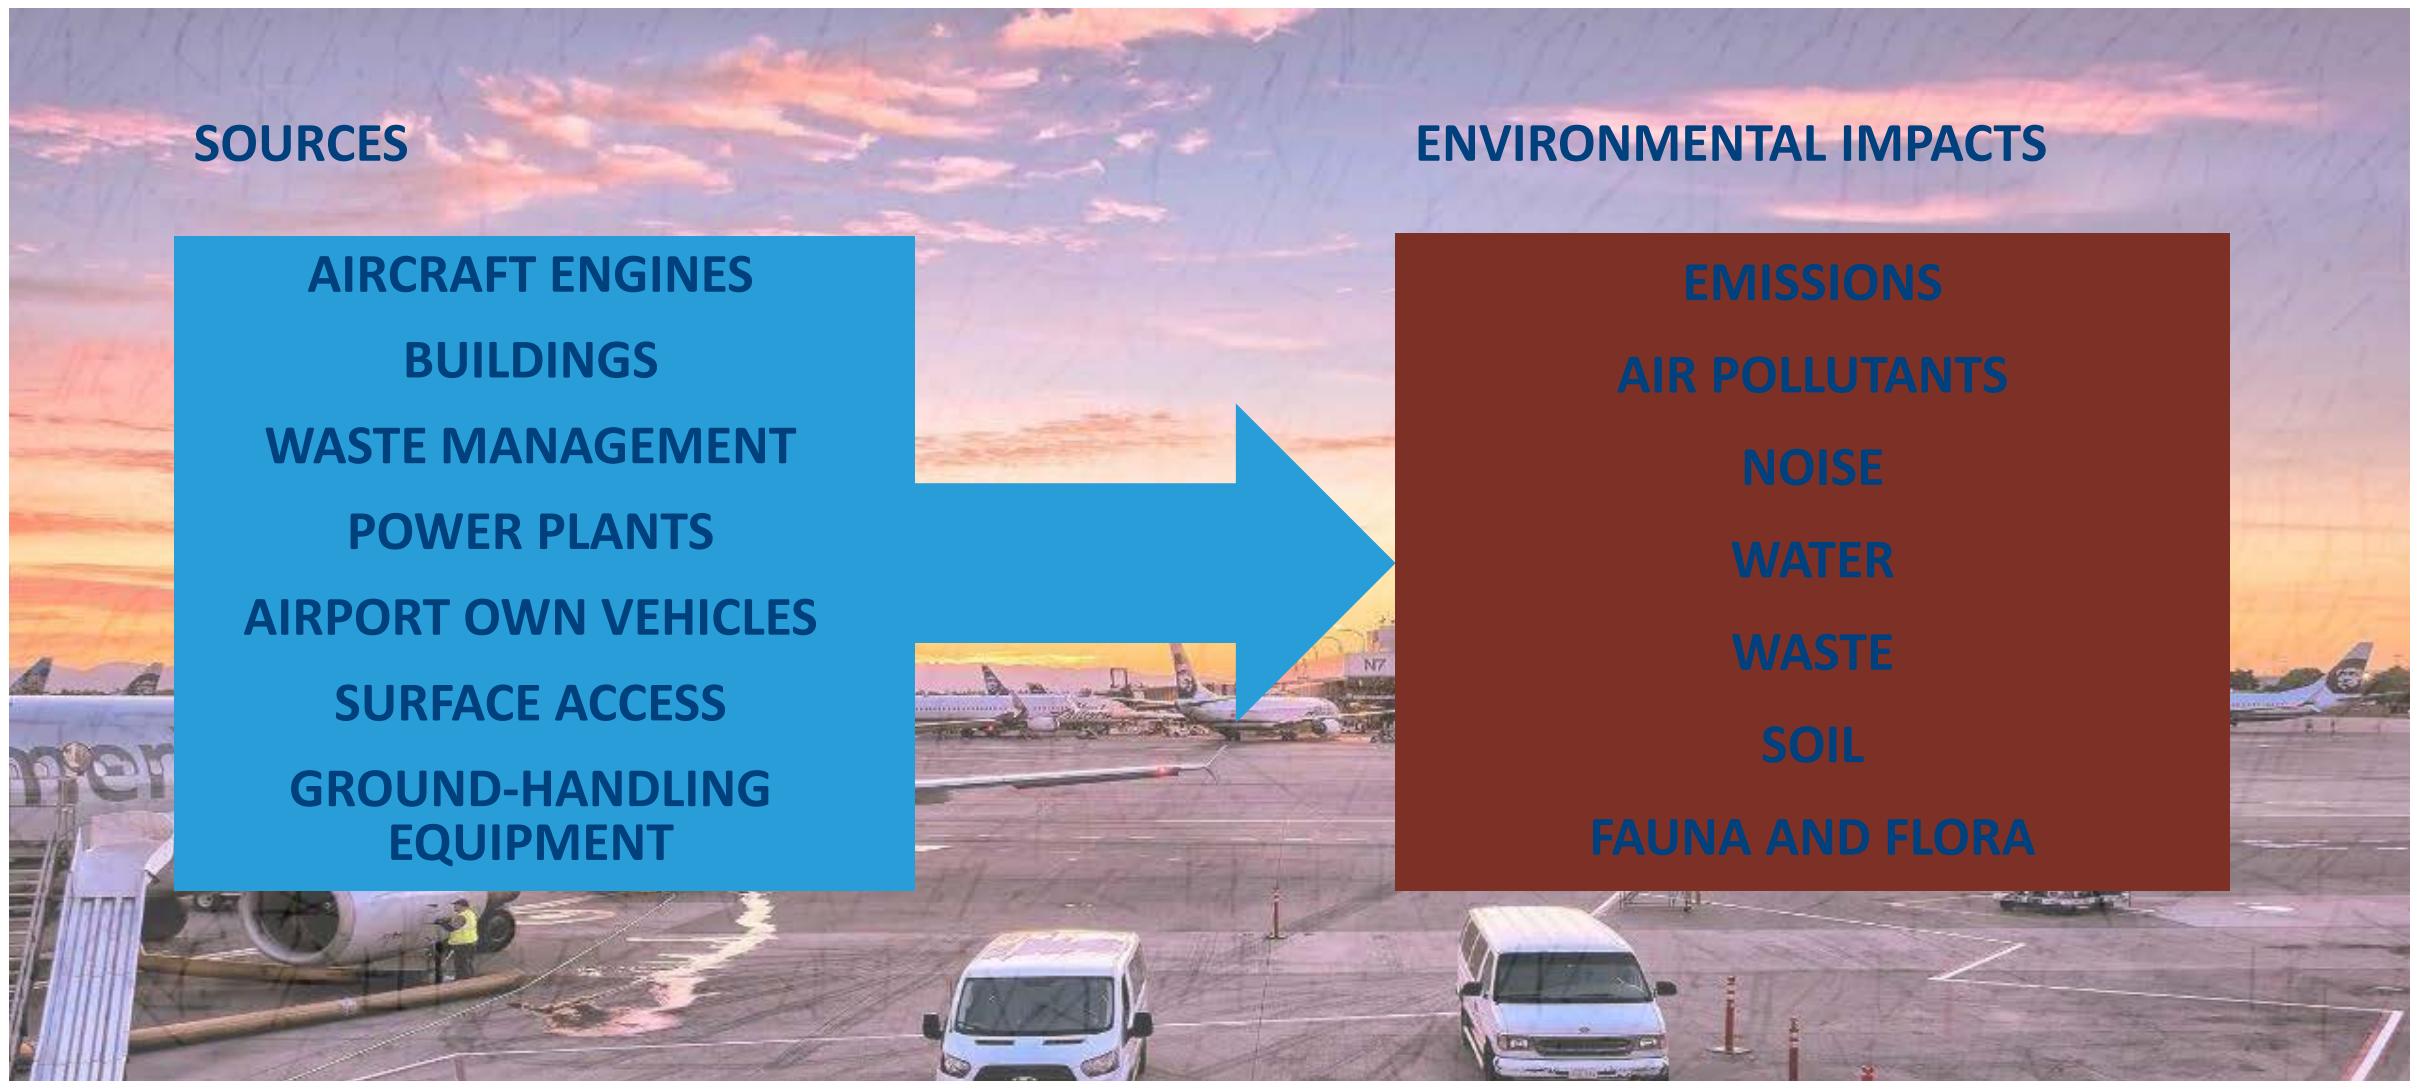 SOURCES
AIRCRAFT ENGINES
BUILDINGS
WASTE MANAGEMENT
POWER PLANTS
AIRPORT OWN VEHICLES
SURFACE ACCESS
GROUND-HANDLING
EQUIPMENT
ENVIRONMENTAL IMPACTS
EMISSIONS
AIR POLLUTANTS
NOISE
WATER
WASTE
SOIL
FAUNA AND FLORA
N7